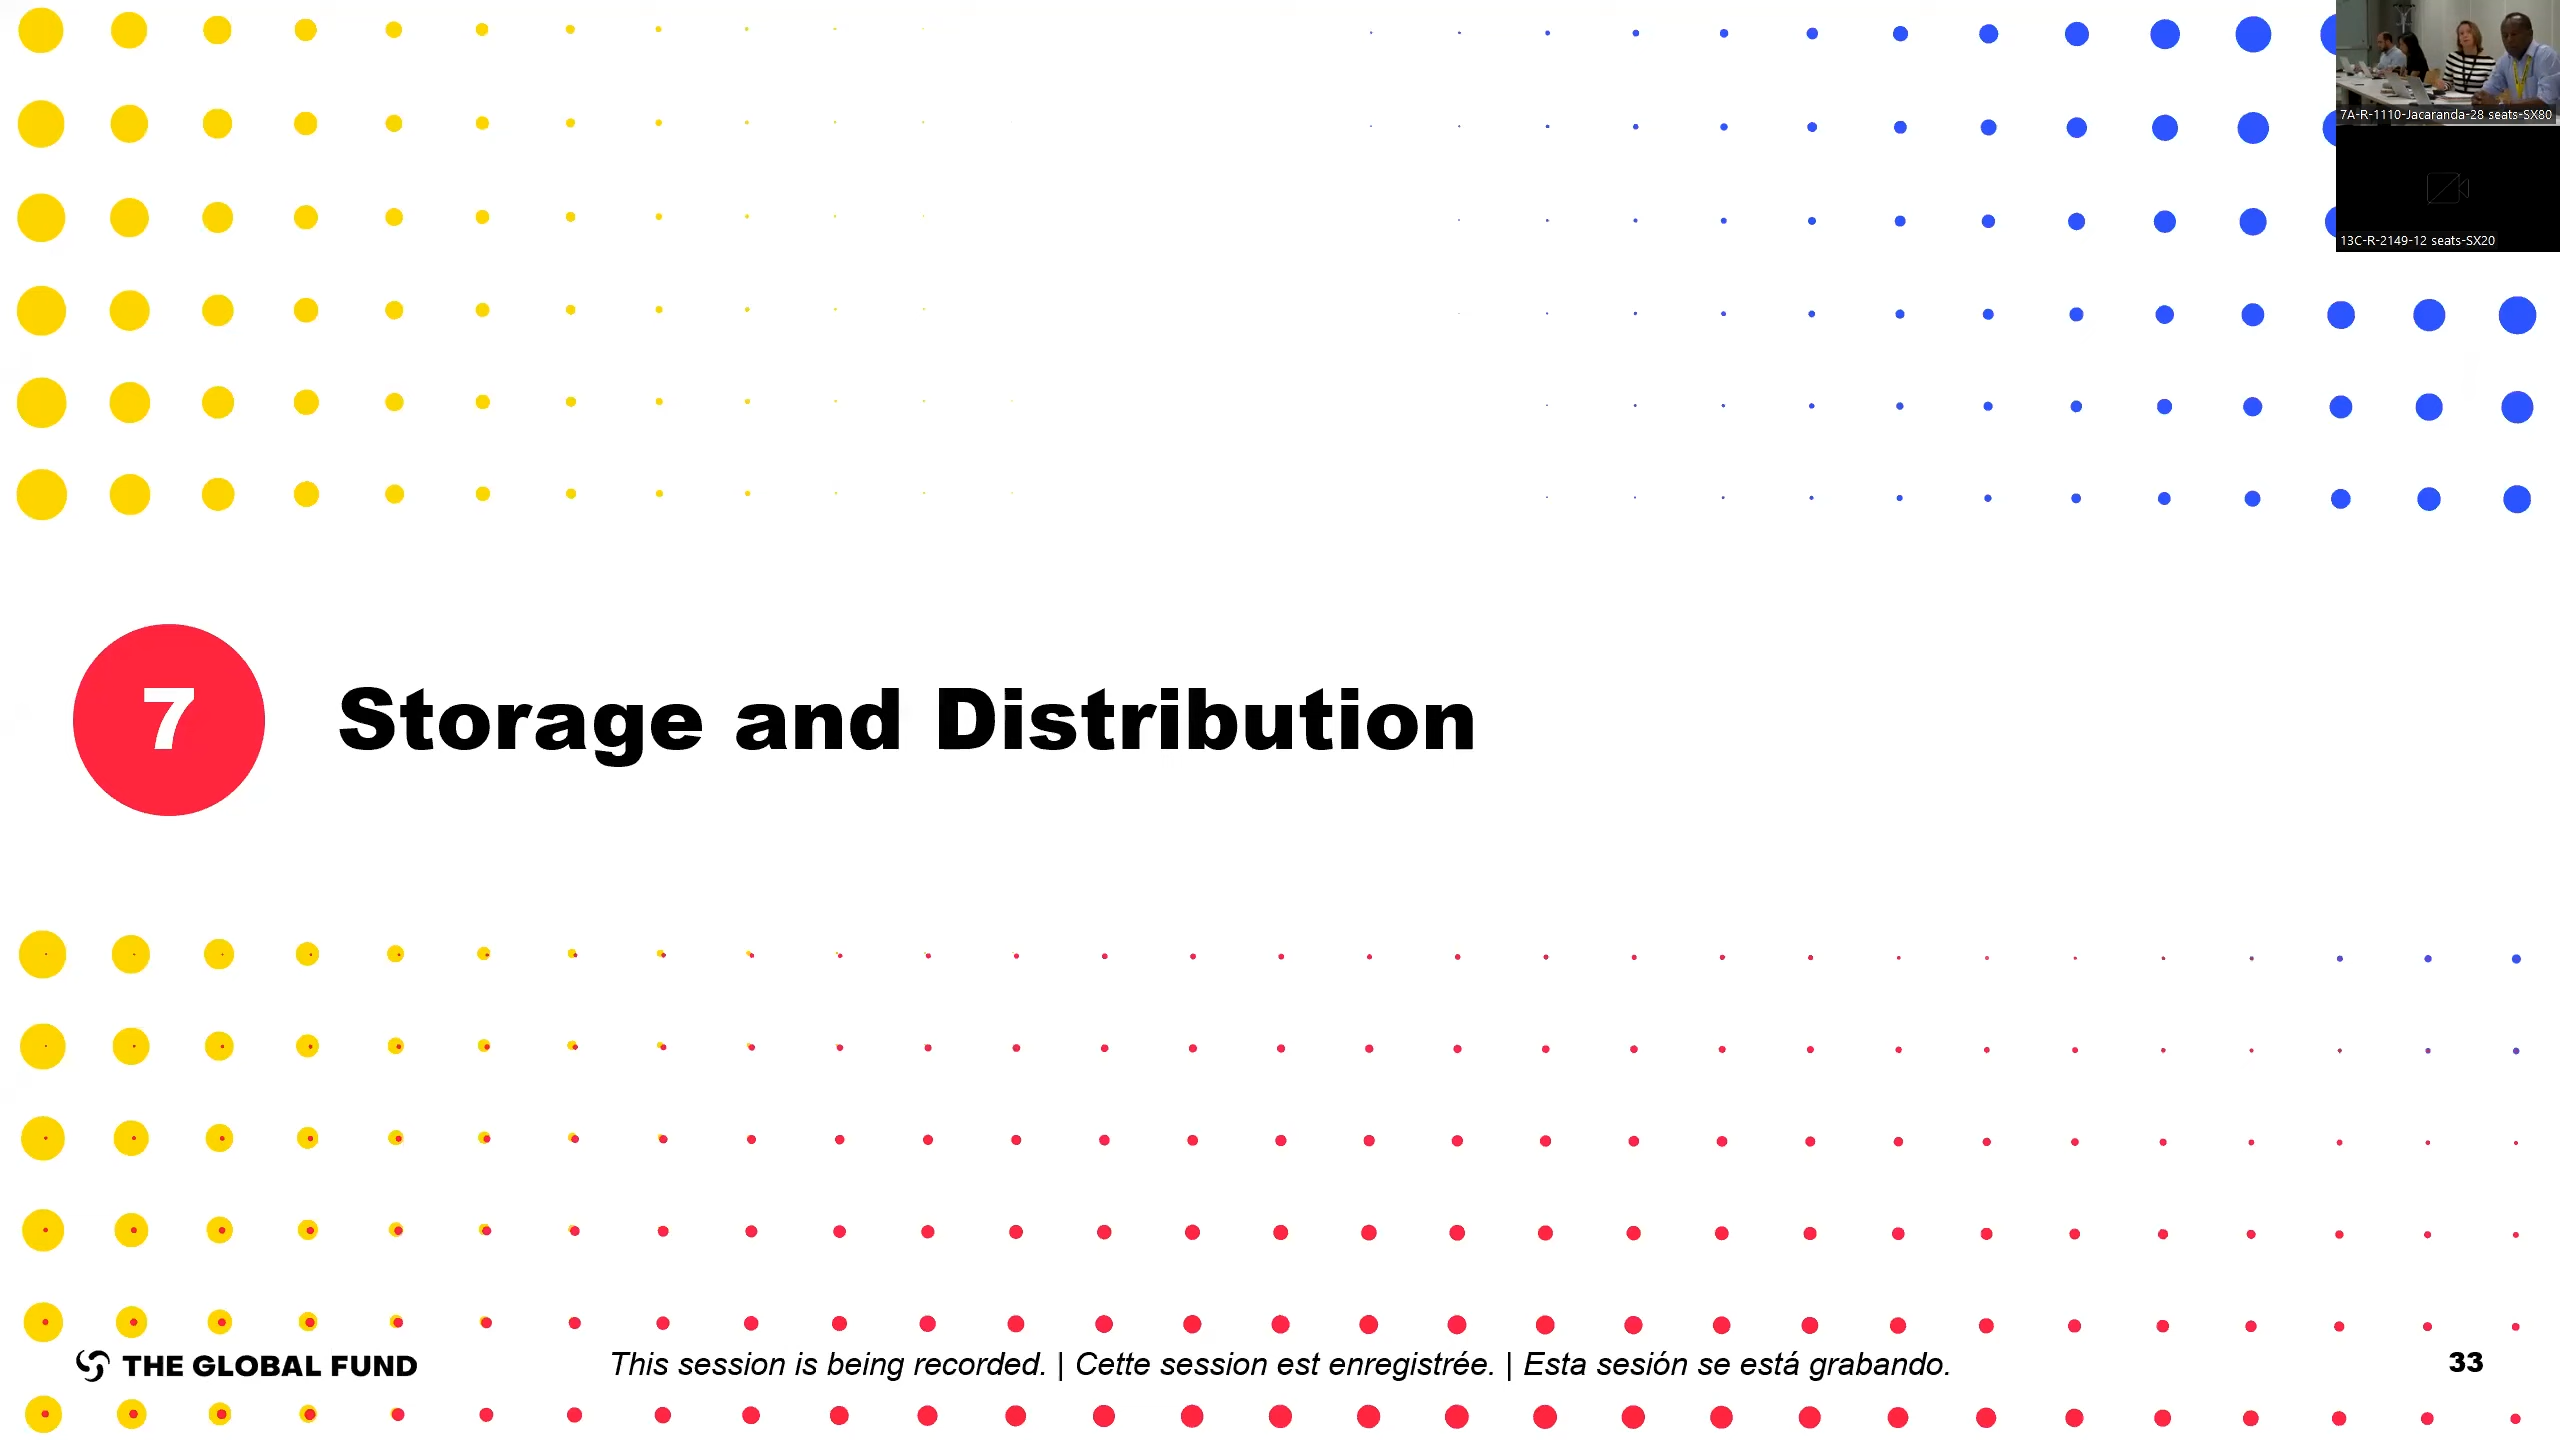 7A-R-1110-Jacaranda-28 seats-SX80
13C-R-2149-12 seats-SX20
7 Storage and Distribution
THE GLOBAL FUND
This session is being recorded. | Cette session est enregistrée. | Esta sesión se está grabando.
33